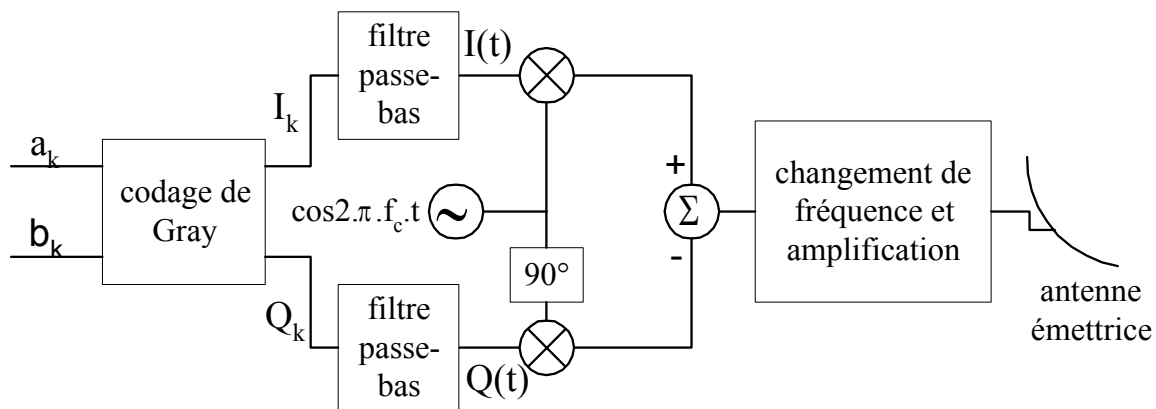 a_k
b_k
codage de
Gray
I_k
Q_k
filtre
passe-
bas
I(t)
cos2.π.f_c.t
~
90°
filtre
passe-
bas
Q(t)
+
Σ
-
changement de
fréquence et
amplification
antenne
émettrice